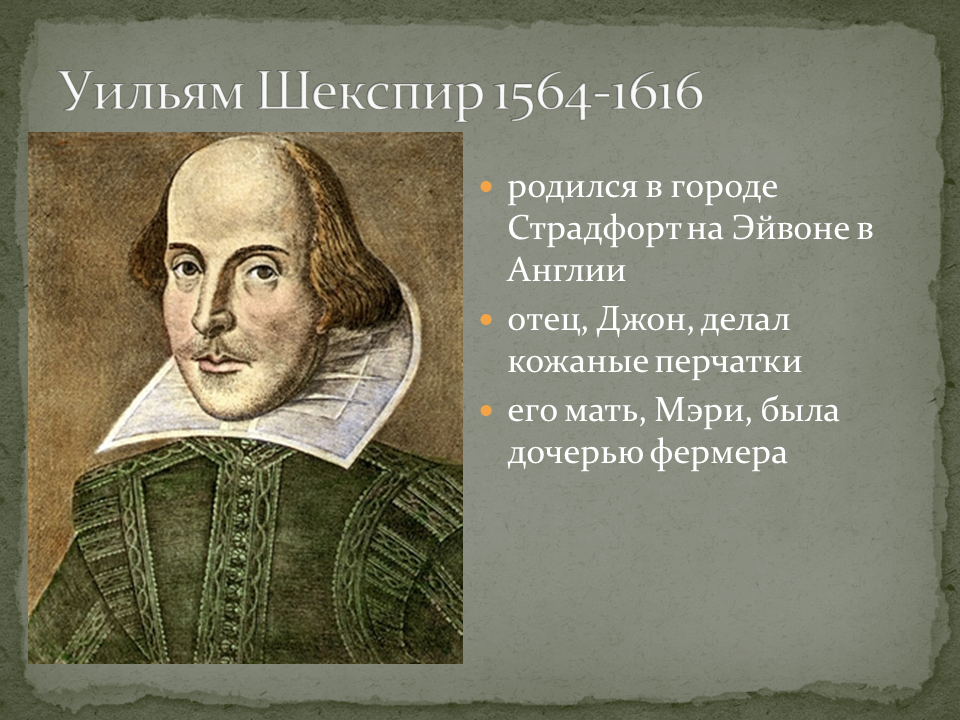 Уильям Шекспир 1564-1616
• родился в городе
Страдфорт на Эйвоне в
Англии
• отец, Джон, делал
кожаные перчатки
• его мать, Мэри, была
дочерью фермера